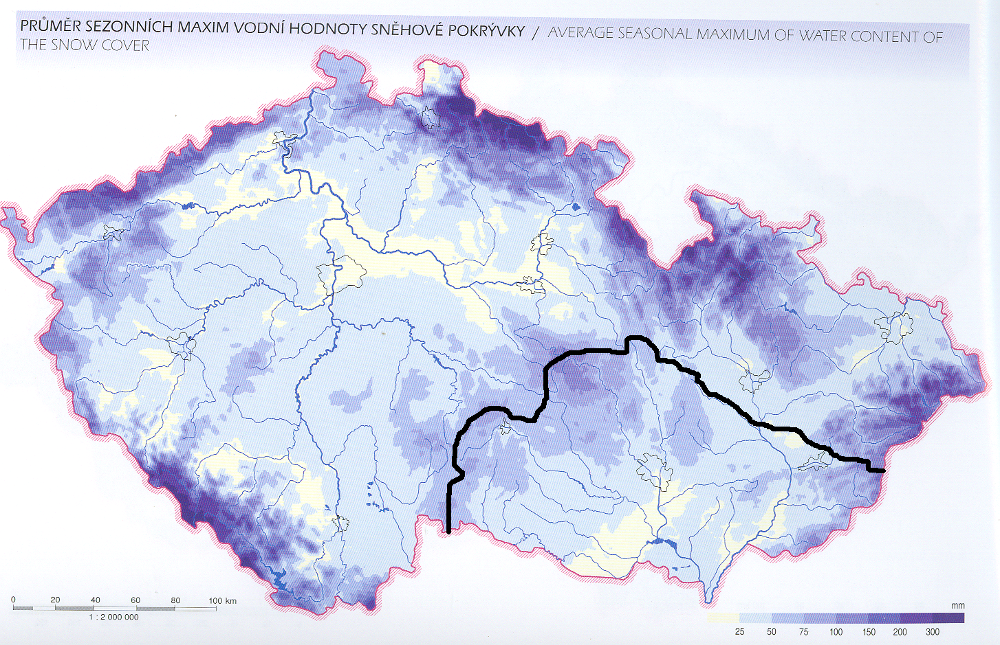 PRŮMĚR SEZONNÍCH MAXIM VODNÍ HODNOTY SNĚHOVÉ POKRÝVKY / AVERAGE SEASONAL MAXIMUM OF WATER CONTENT OF
THE SNOW COVER
0 20 40 60 80 100 km
1 : 2 000 000
mm
25 50 75 100 150 200 300